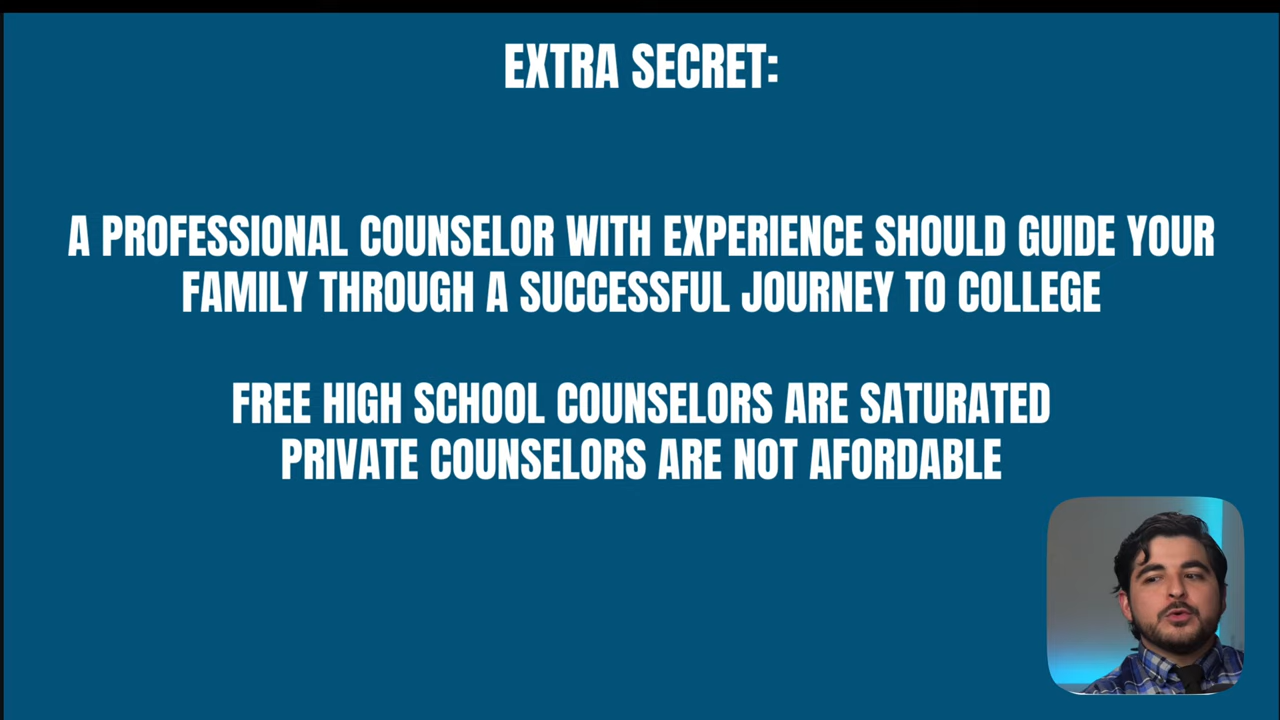 EXTRA SECRET:
A PROFESSIONAL COUNSELOR WITH EXPERIENCE SHOULD GUIDE YOUR
FAMILY THROUGH A SUCCESSFUL JOURNEY TO COLLEGE
FREE HIGH SCHOOL COUNSELORS ARE SATURATED
PRIVATE COUNSELORS ARE NOT AFORDABLE